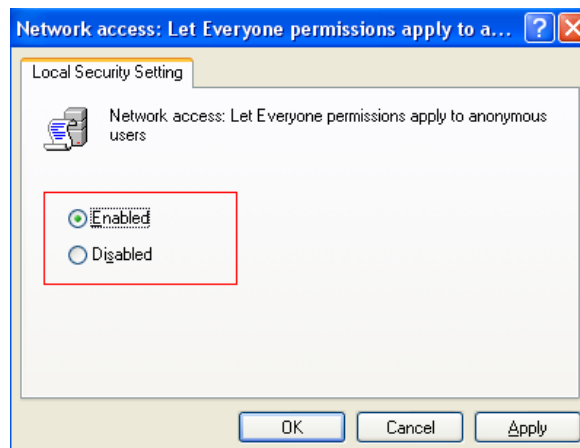 Network access: Let Everyone permissions apply to a...
Local Security Setting
Network access: Let Everyone permissions apply to anonymous
users
Enabled
Disabled
OK Cancel Apply